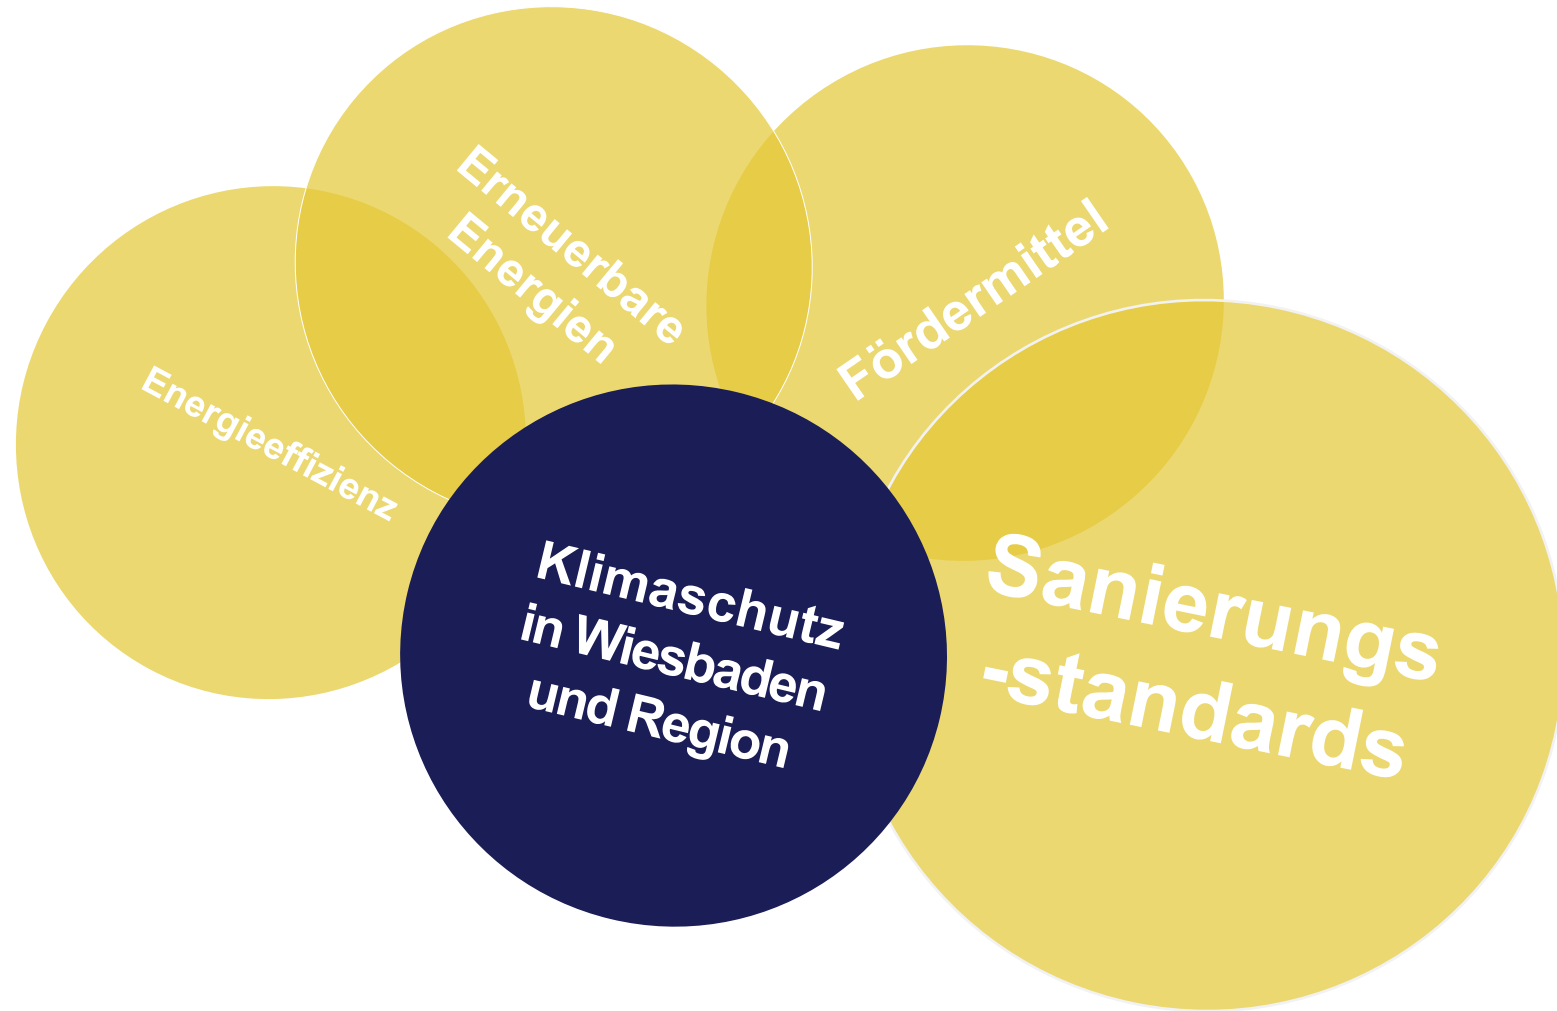 Energieeffizienz
Erneuerbare
Energien
Fördermittel
Sanierungs
-standards
Klimaschutz
in Wiesbaden
und Region